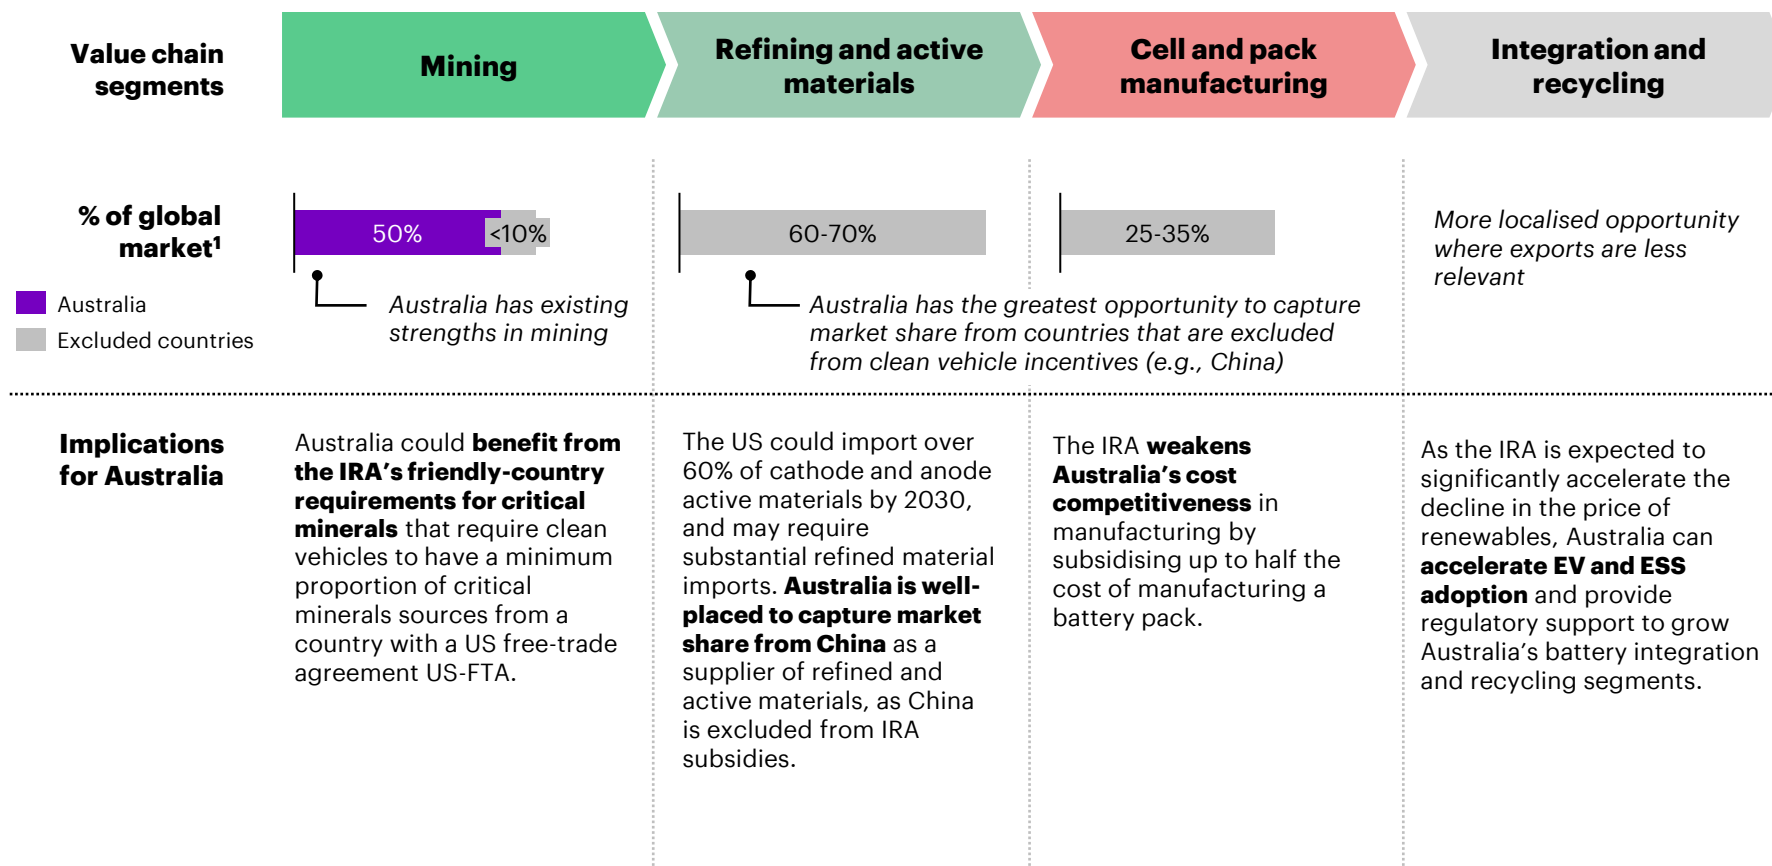 Value chain
segments
Mining
Refining and active
materials
Cell and pack
manufacturing
Integration and
recycling
% of global
market¹
50%
<10%
60-70%
25-35%
More localised opportunity
where exports are less
relevant
Australia
Excluded countries
Australia has existing
strengths in mining
Australia has the greatest opportunity to capture
market share from countries that are excluded
from clean vehicle incentives (e.g., China)
Implications
for Australia
Australia could benefit from
the IRA’s friendly-country
requirements for critical
minerals that require clean
vehicles to have a minimum
proportion of critical
minerals sources from a
country with a US free-trade
agreement US-FTA.
The US could import over
60% of cathode and anode
active materials by 2030,
and may require
substantial refined material
imports. Australia is well-
placed to capture market
share from China as a
supplier of refined and
active materials, as China
is excluded from IRA
subsidies.
The IRA weakens
Australia’s cost
competitiveness in
manufacturing by
subsidising up to half the
cost of manufacturing a
battery pack.
As the IRA is expected to
significantly accelerate the
decline in the price of
renewables, Australia can
accelerate EV and ESS
adoption and provide
regulatory support to grow
Australia’s battery integration
and recycling segments.